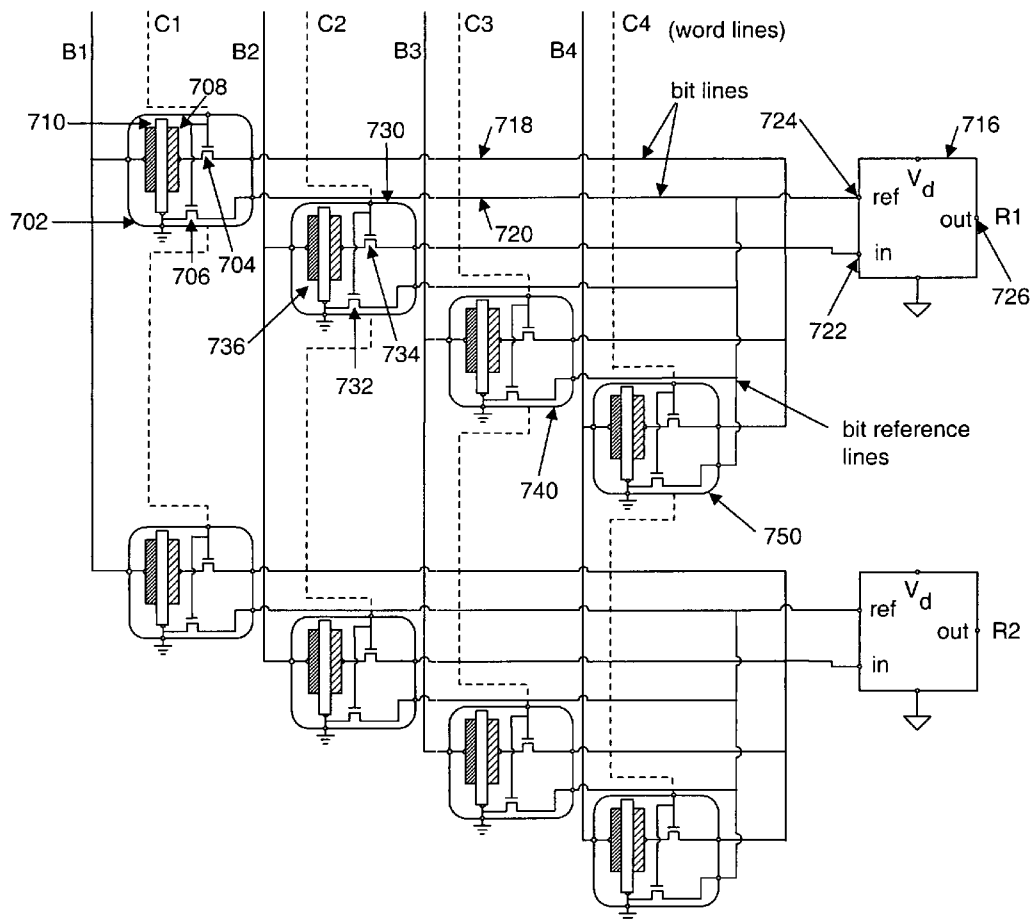 C1
C2
C3
C4
(word lines)
B1
B2
B3
B4
bit lines
710
708
730
718
724
716
V_d
ref
out
R1
in
702
706
704
720
722
726
736
732
734
740
750
bit reference
lines
V_d
ref
out
R2
in